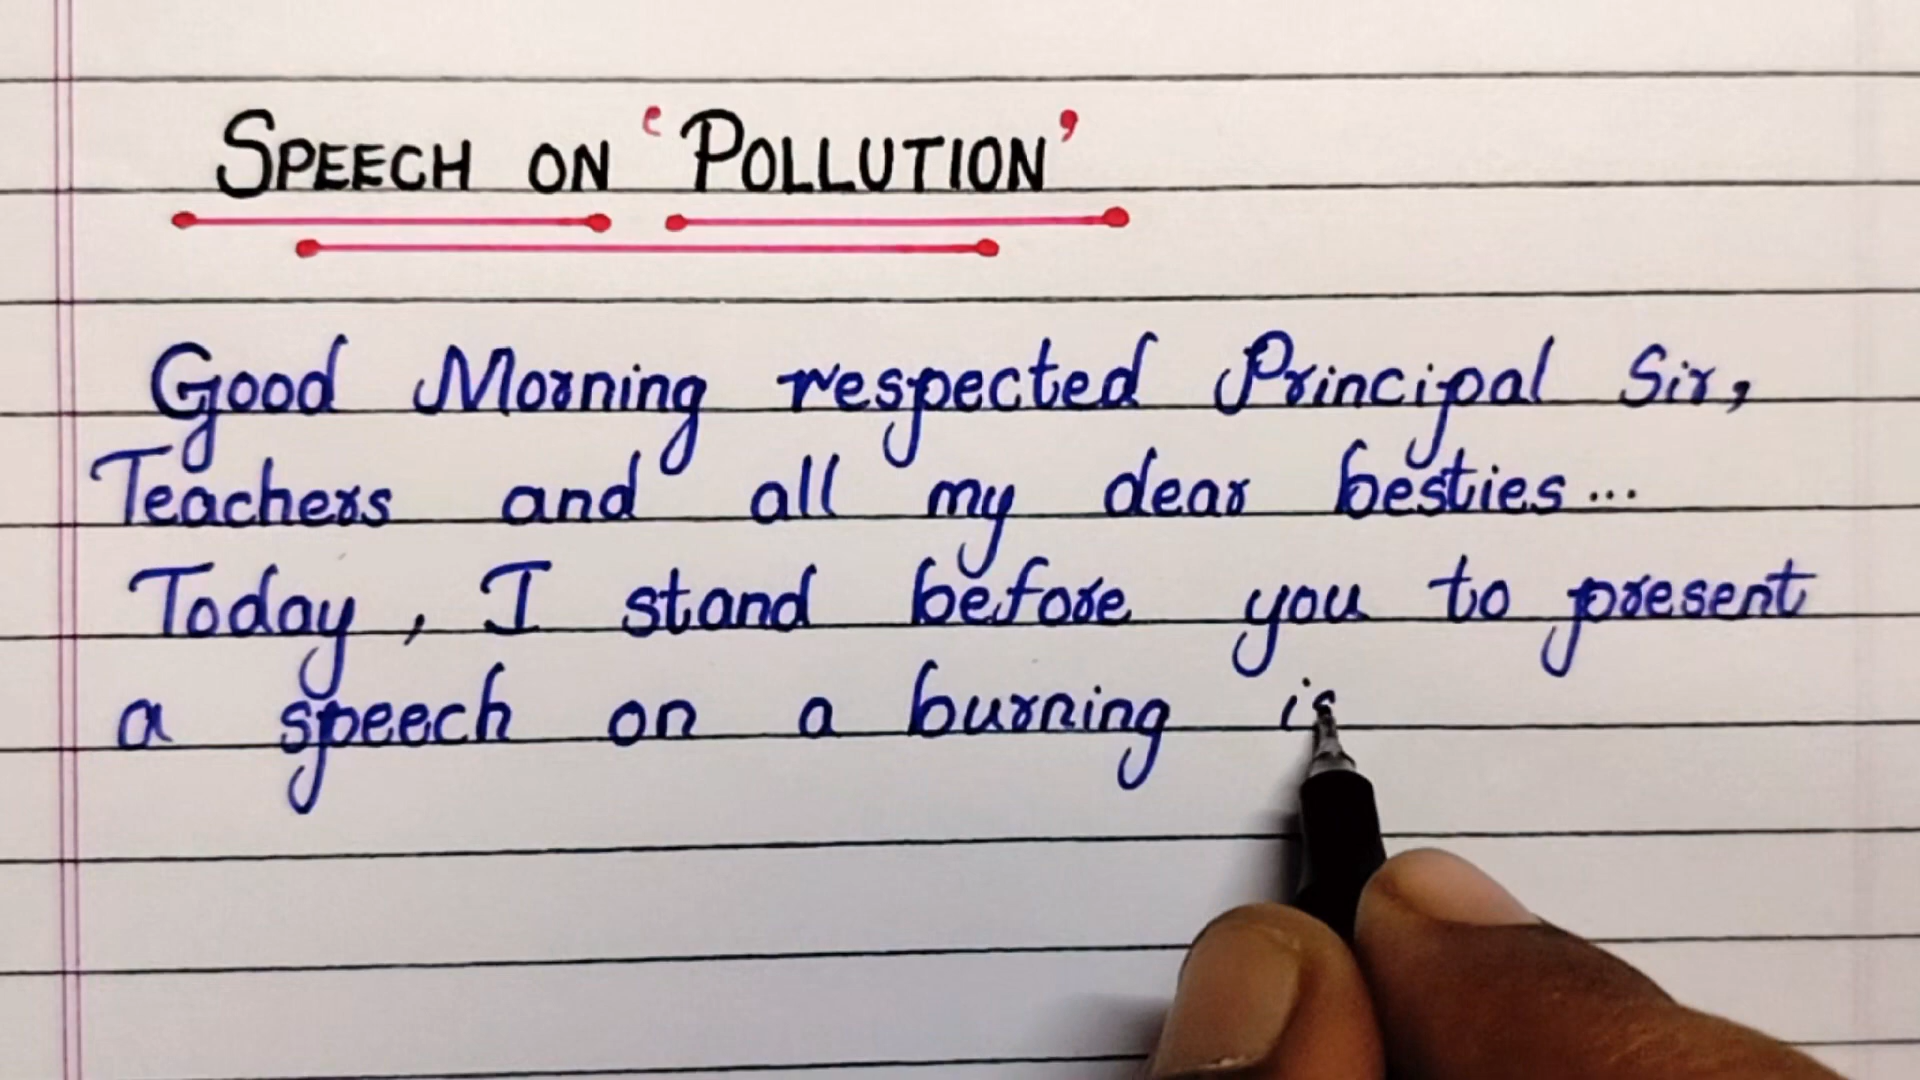 SPEECH ON 'POLLUTION'
Good Morning respected Principal Sir,
Teachers and all my dear besties...
Today, I stand before you to present
a speech on a burning is